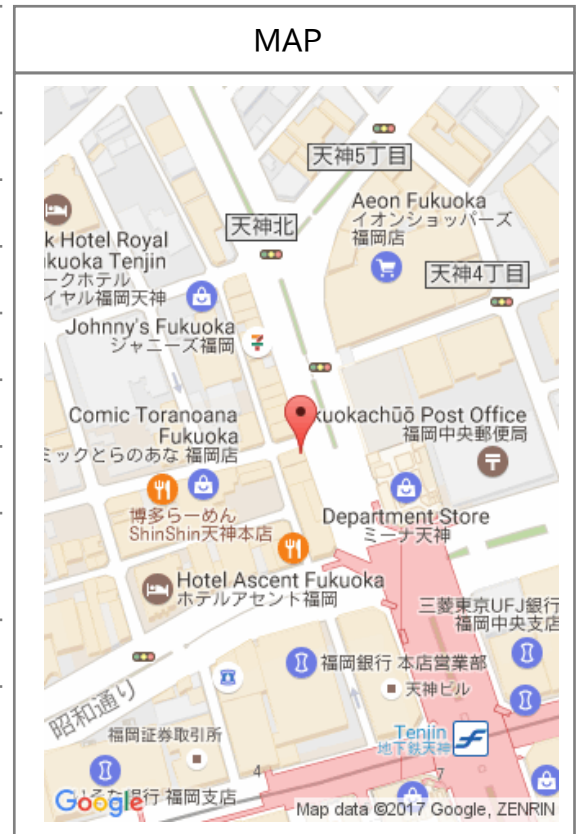 MAP
天神5丁目
Aeon Fukuoka
イオンショッパーズ
福岡店
天神北
k Hotel Royal
kuoka Tenjin
ークホテル
イヤル福岡天神
天神4丁目
Johnny's Fukuoka
ジャニーズ福岡
Comic Toranoana
Fukuoka
ミックとらのあな 福岡店
kuokachūō Post Office
福岡中央郵便局
博多らーめん
ShinShin天神本店
Department Store
ミーナ天神
Hotel Ascent Fukuoka
ホテルアセント福岡
三菱東京UFJ銀行
福岡中央支店
福岡銀行 本店営業部
天神ビル
昭和通り
福岡証券取引所
Tenjin
地下鉄天神
4
7
銀行 福岡支店
Google
Map data ©2017 Google, ZENRIN